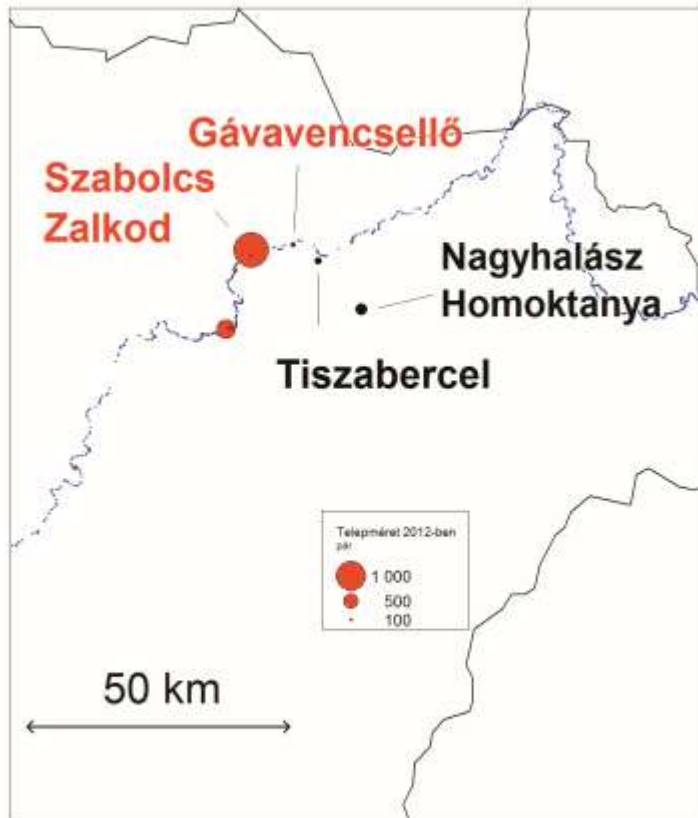 Gávavencsellő
Szabolcs
Zalkod
Nagyhalász
Homoktanya
Tiszabercel
Telepméret 2012-ben
pár
1 000
500
100
50 km